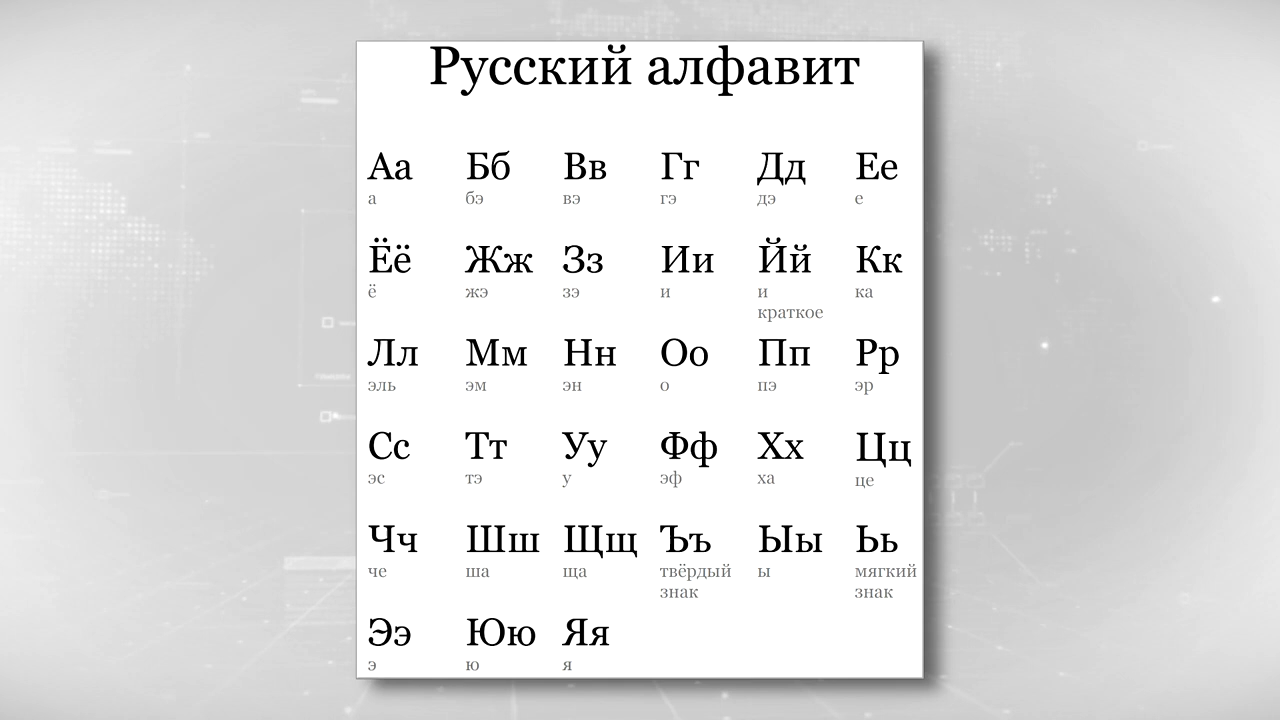 Русский алфавит
Аа Бб Вв Гг Дд Ее
а бэ вэ гэ дэ е
Ёё Жж Зз Ии Йй Кк
ё жэ зэ и и ка
краткое
Лл Мм Нн Оо Пп Рр
эль эм эн о пэ эр
Сс Тт Уу Фф Хх Цц
эс тэ у эф ха це
Чч Шш Щщ Ъъ Ыы Ьь
че ша ща твёрдый ы мягкий
знак знак
Ээ Юю Яя
э ю я